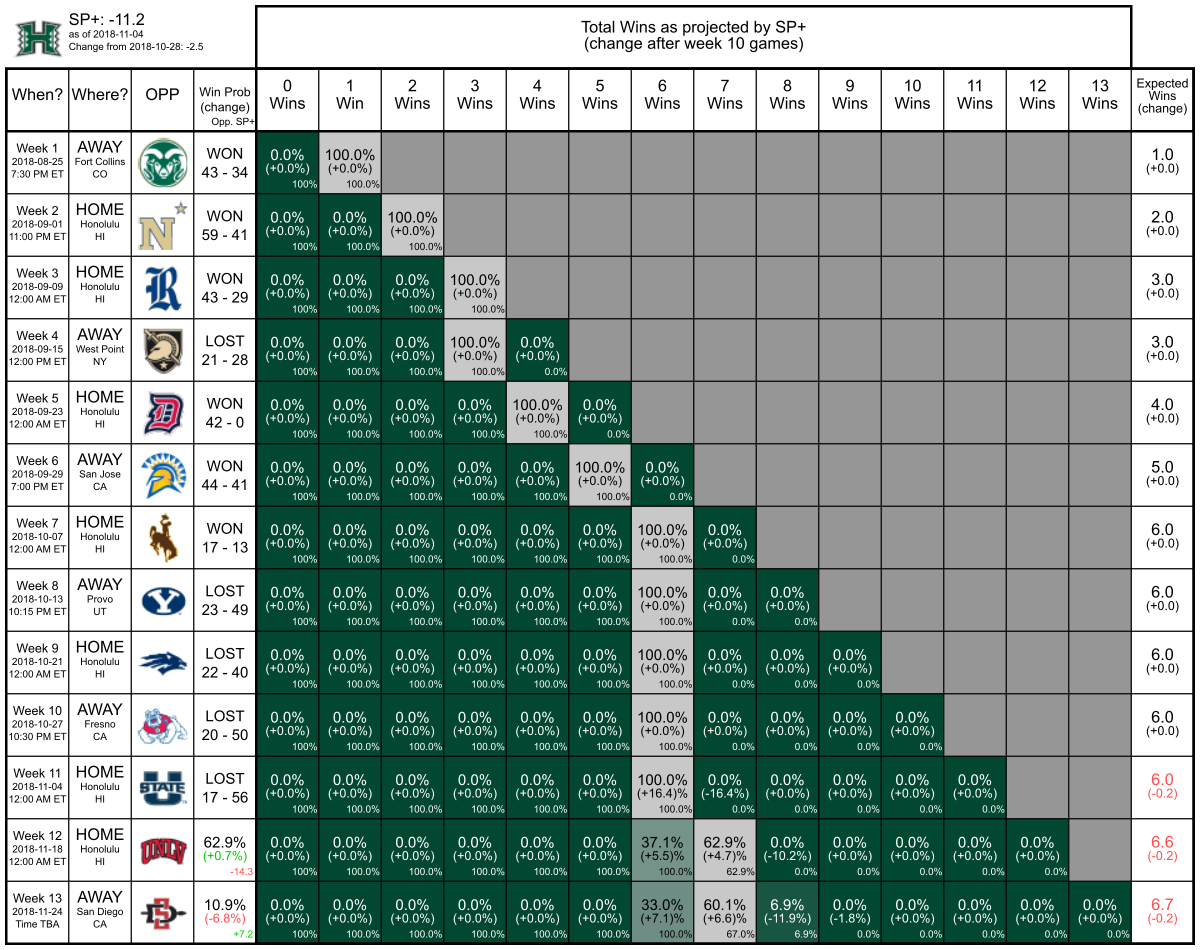 SP+: -11.2
as of 2018-11-04
Change from 2018-10-28: -2.5
Total Wins as projected by SP+
(change after week 10 games)
When? Where? OPP Win Prob (change) Opp. SP+ 0 Wins 1 Win 2 Wins 3 Wins 4 Wins 5 Wins 6 Wins 7 Wins 8 Wins 9 Wins 10 Wins 11 Wins 12 Wins 13 Wins Expected Wins (change)
Week 1 AWAY WON 0.0% 100.0% 1.0
2018-08-25 Fort Collins 43 - 34 (+0.0%) (+0.0%) (+0.0)
7:30 PM ET CO 100% 100.0%
Week 2 HOME N WON 0.0% 0.0% 100.0% 2.0
2018-09-01 Honolulu 59 - 41 (+0.0%) (+0.0%) (+0.0%) (+0.0)
11:00 PM ET HI 100% 100.0% 100.0%
Week 3 HOME R WON 0.0% 0.0% 0.0% 100.0% 3.0
2018-09-09 Honolulu 43 - 29 (+0.0%) (+0.0%) (+0.0%) (+0.0%) (+0.0)
12:00 AM ET HI 100% 100.0% 100.0% 100.0%
Week 4 AWAY LOST 0.0% 0.0% 0.0% 100.0% 0.0% 3.0
2018-09-15 West Point 21 - 28 (+0.0%) (+0.0%) (+0.0%) (+0.0%) (+0.0%) (+0.0)
12:00 PM ET NY 100% 100.0% 100.0% 100.0% 0.0%
Week 5 HOME D WON 0.0% 0.0% 0.0% 0.0% 100.0% 0.0% 4.0
2018-09-23 Honolulu 42 - 0 (+0.0%) (+0.0%) (+0.0%) (+0.0%) (+0.0%) (+0.0%) (+0.0)
12:00 AM ET HI 100% 100.0% 100.0% 100.0% 100.0% 0.0%
Week 6 AWAY WON 0.0% 0.0% 0.0% 0.0% 0.0% 100.0% 0.0% 5.0
2018-09-29 San Jose 44 - 41 (+0.0%) (+0.0%) (+0.0%) (+0.0%) (+0.0%) (+0.0%) (+0.0%) (+0.0)
7:00 PM ET CA 100% 100.0% 100.0% 100.0% 100.0% 100.0% 0.0%
Week 7 HOME WON 0.0% 0.0% 0.0% 0.0% 0.0% 0.0% 100.0% 0.0% 6.0
2018-10-07 Honolulu 17 - 13 (+0.0%) (+0.0%) (+0.0%) (+0.0%) (+0.0%) (+0.0%) (+0.0%) (+0.0%) (+0.0)
12:00 AM ET HI 100% 100.0% 100.0% 100.0% 100.0% 100.0% 100.0% 0.0%
Week 8 AWAY Y LOST 0.0% 0.0% 0.0% 0.0% 0.0% 0.0% 100.0% 0.0% 0.0% 6.0
2018-10-13 Provo 23 - 49 (+0.0%) (+0.0%) (+0.0%) (+0.0%) (+0.0%) (+0.0%) (+0.0%) (+0.0%) (+0.0%) (+0.0)
10:15 PM ET UT 100% 100.0% 100.0% 100.0% 100.0% 100.0% 100.0% 0.0% 0.0%
Week 9 HOME LOST 0.0% 0.0% 0.0% 0.0% 0.0% 0.0% 100.0% 0.0% 0.0% 0.0% 6.0
2018-10-21 Honolulu 22 - 40 (+0.0%) (+0.0%) (+0.0%) (+0.0%) (+0.0%) (+0.0%) (+0.0%) (+0.0%) (+0.0%) (+0.0%) (+0.0)
12:00 AM ET HI 100% 100.0% 100.0% 100.0% 100.0% 100.0% 100.0% 0.0% 0.0% 0.0%
Week 10 AWAY LOST 0.0% 0.0% 0.0% 0.0% 0.0% 0.0% 100.0% 0.0% 0.0% 0.0% 0.0% 6.0
2018-10-27 Fresno 20 - 50 (+0.0%) (+0.0%) (+0.0%) (+0.0%) (+0.0%) (+0.0%) (+0.0%) (+0.0%) (+0.0%) (+0.0%) (+0.0%) (+0.0)
10:30 PM ET CA 100% 100.0% 100.0% 100.0% 100.0% 100.0% 100.0% 0.0% 0.0% 0.0% 0.0%
Week 11 HOME U STATE LOST 0.0% 0.0% 0.0% 0.0% 0.0% 0.0% 100.0% 0.0% 0.0% 0.0% 0.0% 0.0% 6.0
2018-11-04 Honolulu 17 - 56 (+0.0%) (+0.0%) (+0.0%) (+0.0%) (+0.0%) (+0.0%) (+16.4)% (-16.4%) (+0.0%) (+0.0%) (+0.0%) (+0.0%) (-0.2)
12:00 AM ET HI 100% 100.0% 100.0% 100.0% 100.0% 100.0% 100.0% 0.0% 0.0% 0.0% 0.0% 0.0%
Week 12 HOME UNLV 62.9% 0.0% 0.0% 0.0% 0.0% 0.0% 0.0% 37.1% 62.9% 0.0% 0.0% 0.0% 0.0% 0.0% 6.6
2018-11-18 Honolulu (+0.7%) (+0.0%) (+0.0%) (+0.0%) (+0.0%) (+0.0%) (+0.0%) (+5.5)% (+4.7)% (-10.2%) (+0.0%) (+0.0%) (+0.0%) (+0.0%) (-0.2)
12:00 AM ET HI -14.3 100% 100.0% 100.0% 100.0% 100.0% 100.0% 100.0% 62.9% 0.0% 0.0% 0.0% 0.0% 0.0%
Week 13 AWAY SD 10.9% 0.0% 0.0% 0.0% 0.0% 0.0% 0.0% 33.0% 60.1% 6.9% 0.0% 0.0% 0.0% 0.0% 0.0% 6.7
2018-11-24 San Diego (-6.8%) (+0.0%) (+0.0%) (+0.0%) (+0.0%) (+0.0%) (+0.0%) (+7.1)% (+6.6)% (-11.9%) (-1.8%) (+0.0%) (+0.0%) (+0.0%) (+0.0%) (-0.2)
Time TBA CA +7.2 100% 100.0% 100.0% 100.0% 100.0% 100.0% 100.0% 67.0% 6.9% 0.0% 0.0% 0.0% 0.0% 0.0%